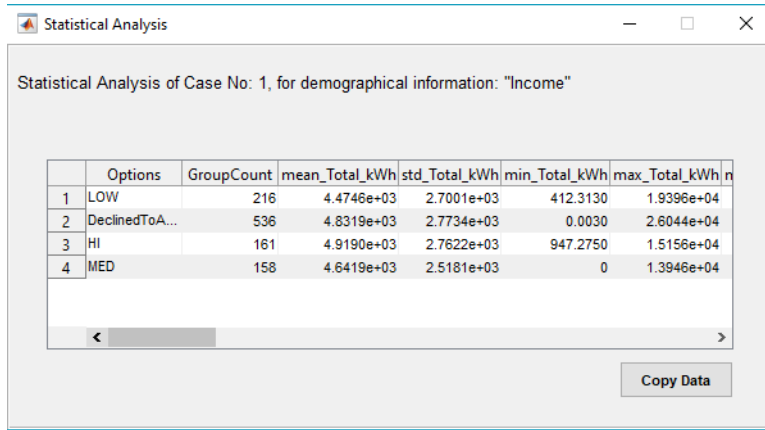 Statistical Analysis
Statistical Analysis of Case No: 1, for demographical information: "Income"
Options GroupCount mean_Total_kWh std_Total_kWh min_Total_kWh max_Total_kWh n
1 LOW 216 4.4746e+03 2.7001e+03 412.3130 1.9396e+04
2 DeclinedToA... 536 4.8319e+03 2.7734e+03 0.0030 2.6044e+04
3 HI 161 4.9190e+03 2.7622e+03 947.2750 1.5156e+04
4 MED 158 4.6419e+03 2.5181e+03 0 1.3946e+04
Copy Data